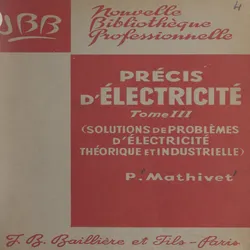 NBB
Nouvelle
Bibliothèque
Professionnelle
4
PRÉCIS
D'ÉLECTRICITÉ
Tome III
(SOLUTIONS DE PROBLÈMES
D'ÉLECTRICITÉ
THÉORIQUE ET INDUSTRIELLE)
P. Mathivet
J. B. Baillière et Fils - Paris